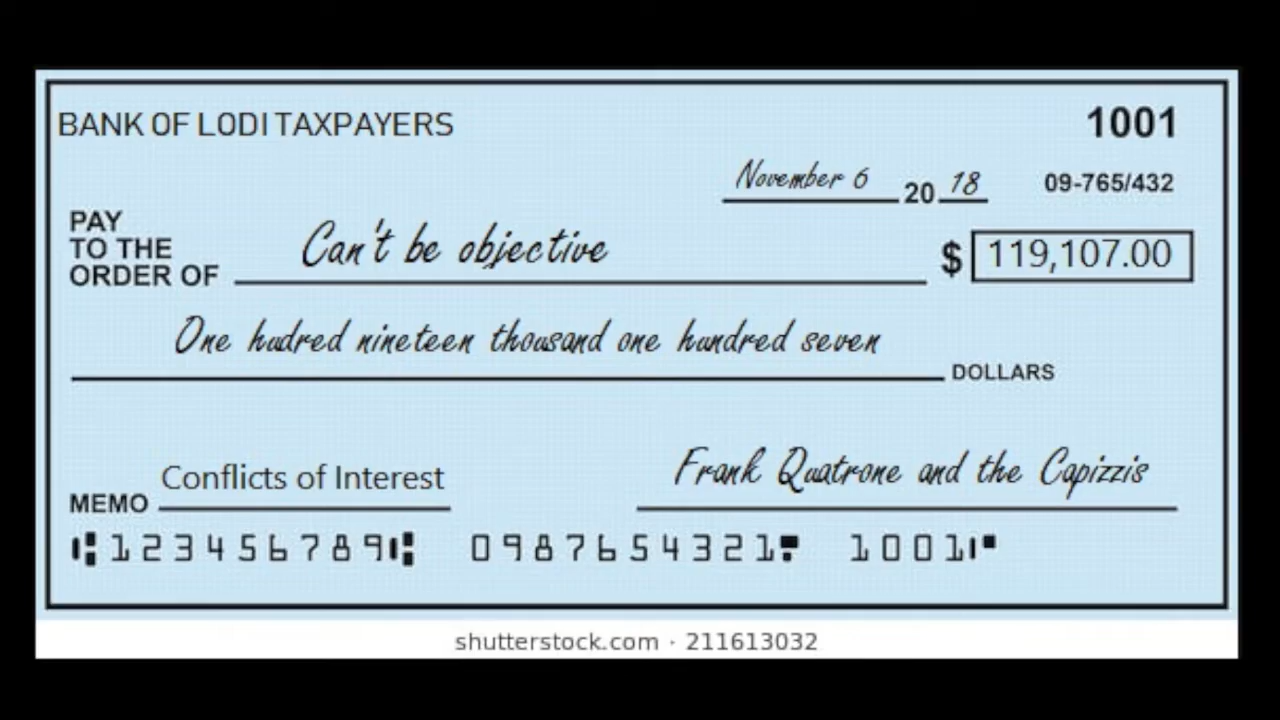 BANK OF LODI TAXPAYERS
1001
November 6 20 18
09-765/432
PAY
TO THE
ORDER OF
Can't be objective
$ 119,107.00
One hudred nineteen thousand one hundred seven
DOLLARS
Frank Quatrone and the Capizzis
MEMO Conflicts of Interest
⑆123456789⑆ 0987654321⑈ 1001⑈
shutterstock.com · 211613032